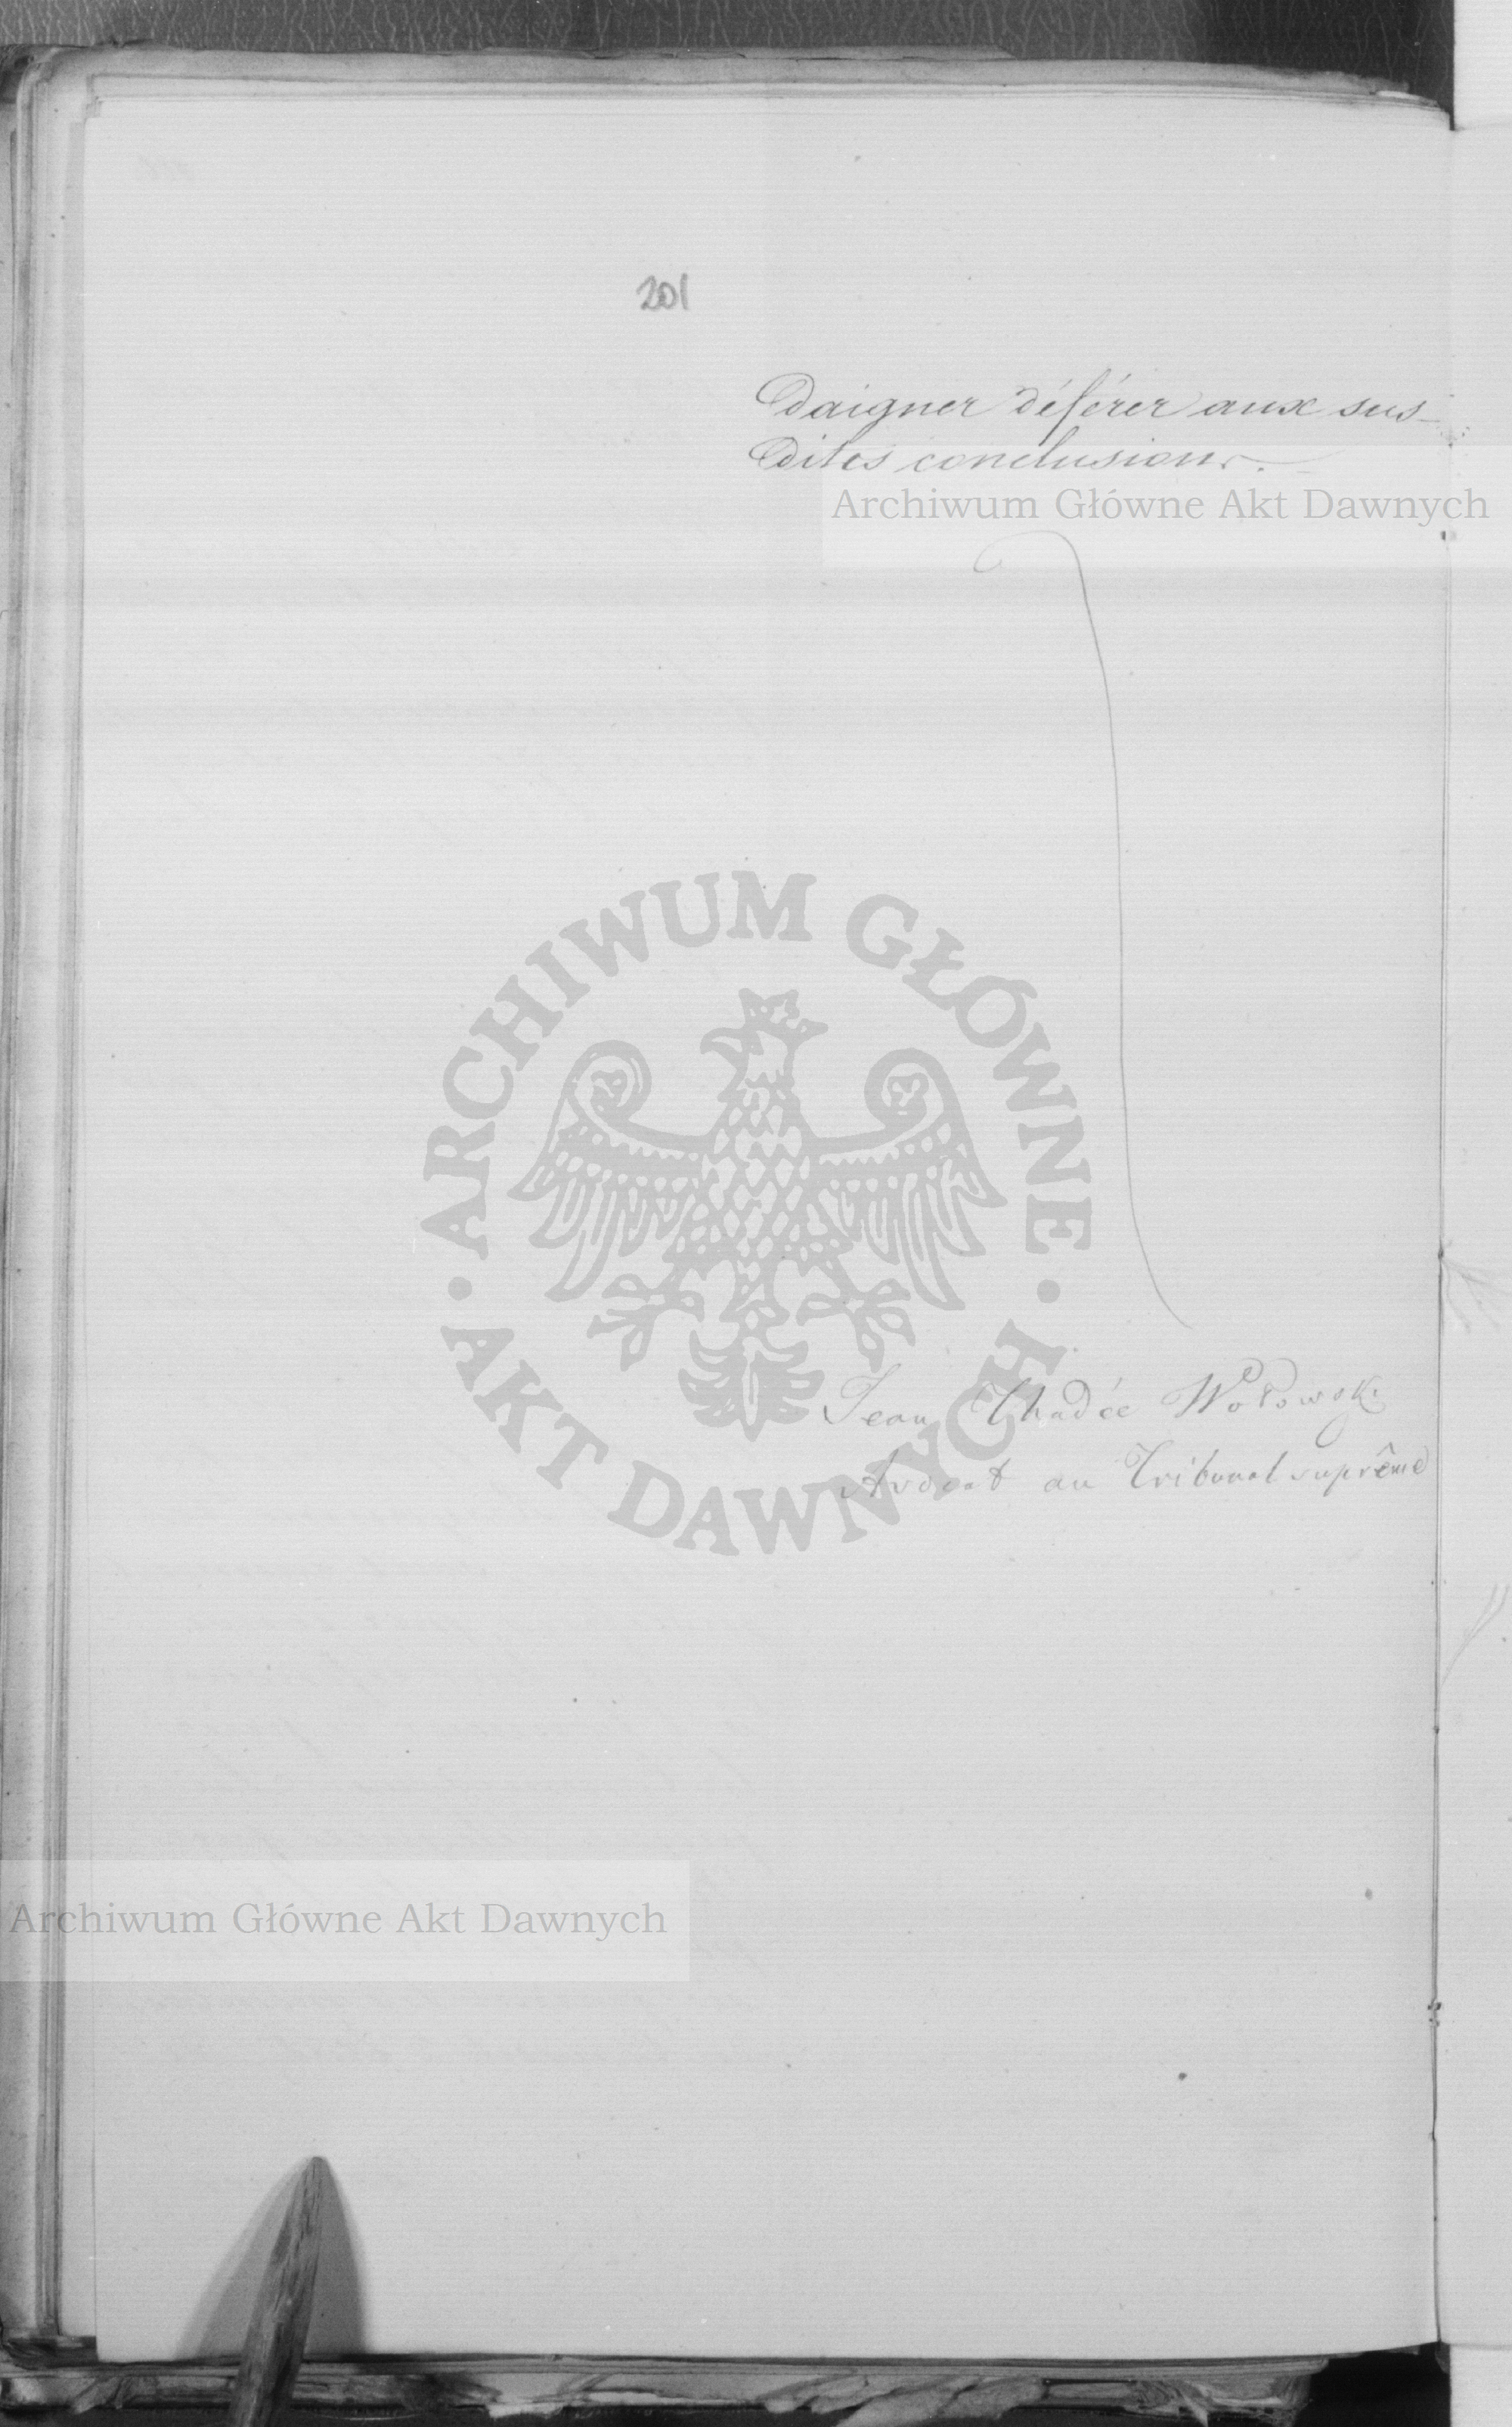 201
Daigner déférer aux sus-
dites conclusions.
Archiwum Główne Akt Dawnych
ARCHIWUM GŁÓWNE
AKT DAWNYCH
Jean Thadée Wołowski
Avocat au Tribunal suprême
Archiwum Główne Akt Dawnych